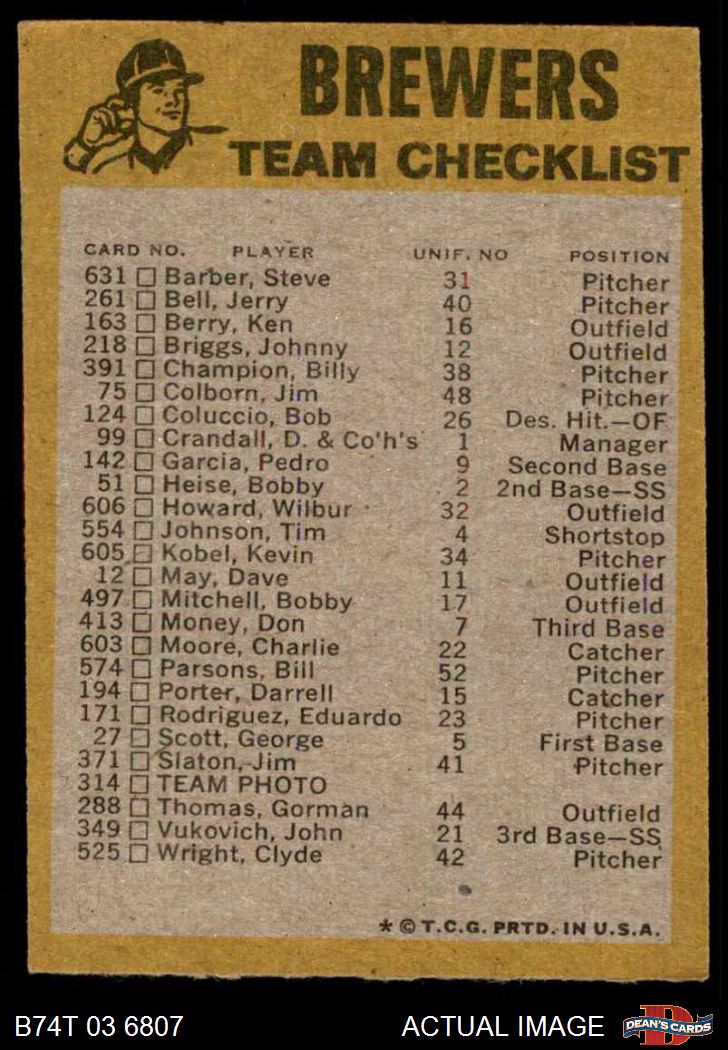 BREWERS
TEAM CHECKLIST
CARD NO. PLAYER UNIF. NO POSITION
631 Barber, Steve 31 Pitcher
261 Bell, Jerry 40 Pitcher
163 Berry, Ken 16 Outfield
218 Briggs, Johnny 12 Outfield
391 Champion, Billy 38 Pitcher
75 Colborn, Jim 48 Pitcher
124 Coluccio, Bob 26 Des. Hit.—OF
99 Crandall, D. & Co'h's 1 Manager
142 Garcia, Pedro 9 Second Base
51 Heise, Bobby 2 2nd Base—SS
606 Howard, Wilbur 32 Outfield
554 Johnson, Tim 4 Shortstop
605 Kobel, Kevin 34 Pitcher
12 May, Dave 11 Outfield
497 Mitchell, Bobby 17 Outfield
413 Money, Don 7 Third Base
603 Moore, Charlie 22 Catcher
574 Parsons, Bill 52 Pitcher
194 Porter, Darrell 15 Catcher
171 Rodriguez, Eduardo 23 Pitcher
27 Scott, George 5 First Base
371 Slaton, Jim 41 Pitcher
314 TEAM PHOTO
288 Thomas, Gorman 44 Outfield
349 Vukovich, John 21 3rd Base—SS
525 Wright, Clyde 42 Pitcher
* © T.C.G. PRTD. IN U.S.A.
B74T 03 6807 ACTUAL IMAGE D DEAN'S CARDS